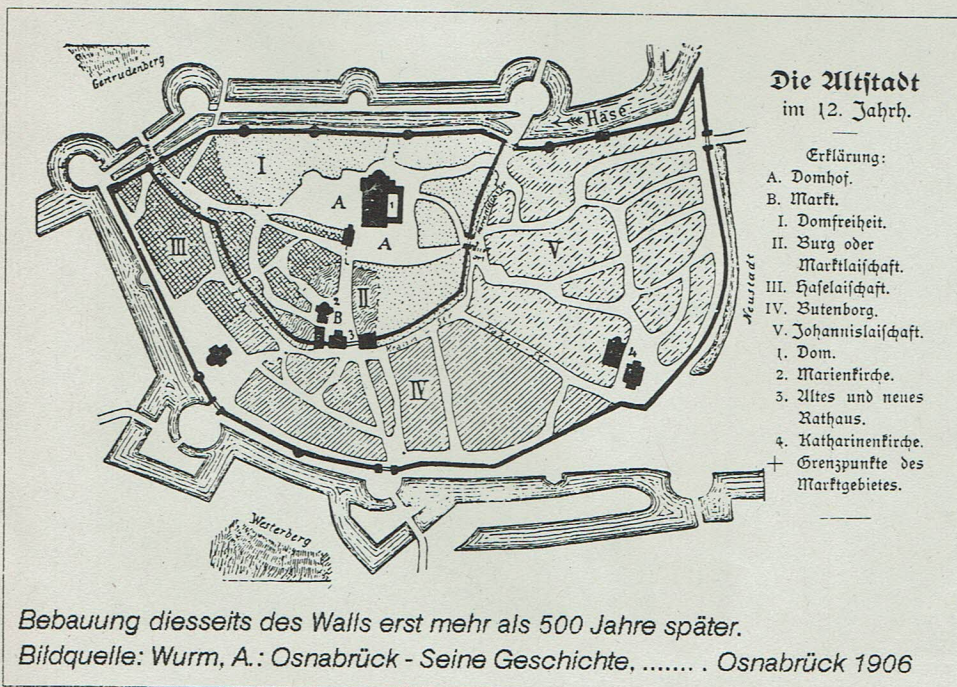 Gertrudenberg
Häse
Die Altstadt
im 12. Jahrh.
Erklärung:
A. Domhof.
B. Markt.
I. Domfreiheit.
II. Burg oder
Marktlaischaft.
III. Haselaischaft.
IV. Butenborg.
V. Johannislaischaft.
1. Dom.
2. Marienkirche.
3. Altes und neues
Rathaus.
4. Katharinenkirche.
+ Grenzpunkte des
Marktgebietes.
I
A
1
A
III
V
II
2
B
3
4
IV
Neustadt
Westerberg
Bebauung diesseits des Walls erst mehr als 500 Jahre später.
Bildquelle: Wurm, A.: Osnabrück - Seine Geschichte, ........ . Osnabrück 1906